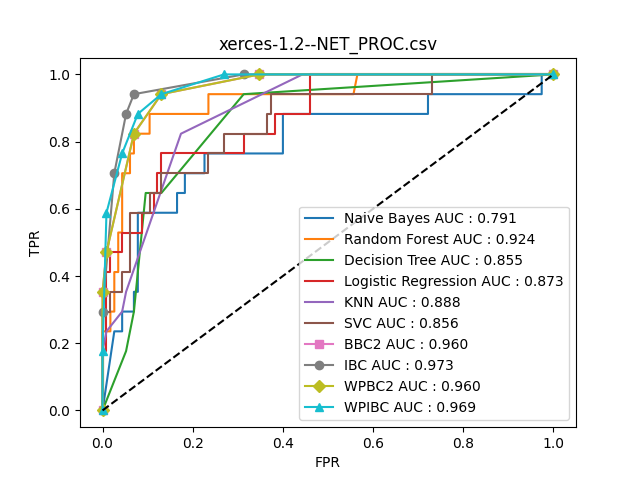 xerces-1.2--NET_PROC.csv
1.0
0.8
0.6
0.4
0.2
0.0
TPR
Naive Bayes AUC : 0.791
Random Forest AUC : 0.924
Decision Tree AUC : 0.855
Logistic Regression AUC : 0.873
KNN AUC : 0.888
SVC AUC : 0.856
BBC2 AUC : 0.960
IBC AUC : 0.973
WPBC2 AUC : 0.960
WPIBC AUC : 0.969
0.0 0.2 0.4 0.6 0.8 1.0
FPR